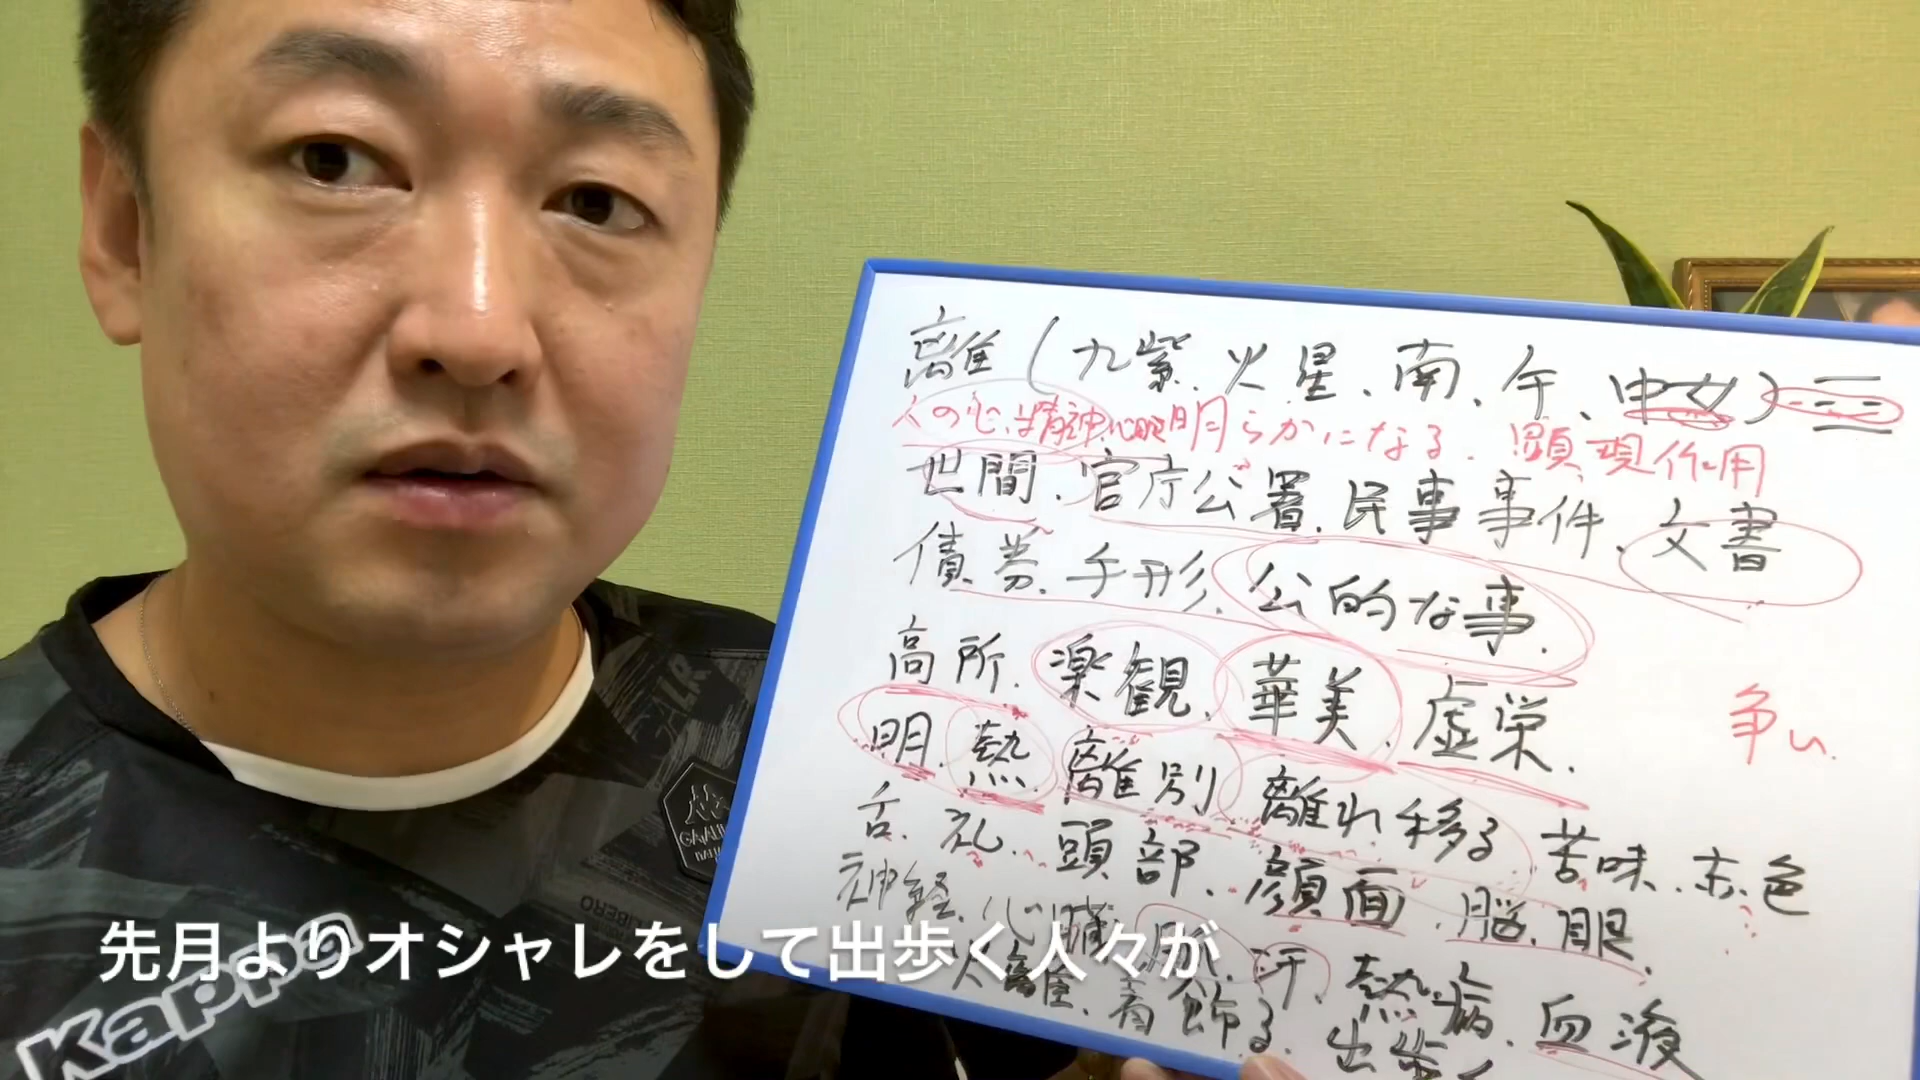 離(九紫、火星、南、午、中女)☲
人の心、精神、心眼明らかになる。顕現作用
世間、官庁公署、民事事件、文書
債券、手形、公的な事、
高所、楽観、華美、虚栄、
争い、
明、熱、離別、離れ移る、苦味、赤色
舌、礼、頭部、顔面、脳、眼、
神経、心臓、汗、熱病、血液
火離、着飾る、出歩く
先月よりオシャレをして出歩く人々が
Kappa